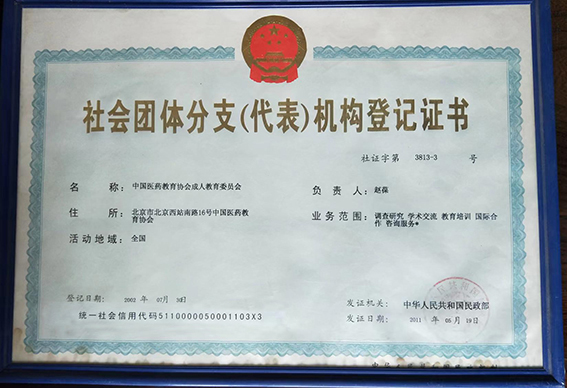 社会团体分支(代表)机构登记证书
社证字第 3813-3 号
名称: 中国医药教育协会成人教育委员会
负责人: 赵葆
住所: 北京市北京西站南路16号中国医药教
育协会
业务范围: 调查研究 学术交流 教育培训 国际合
作 咨询服务*
活动地域: 全国
登记日期: 2002 年 07 月 3日
发证机关: 中华人民共和国民政部
发证日期: 2011 年 05 月 19日
统一社会信用代码5110000050001103X3